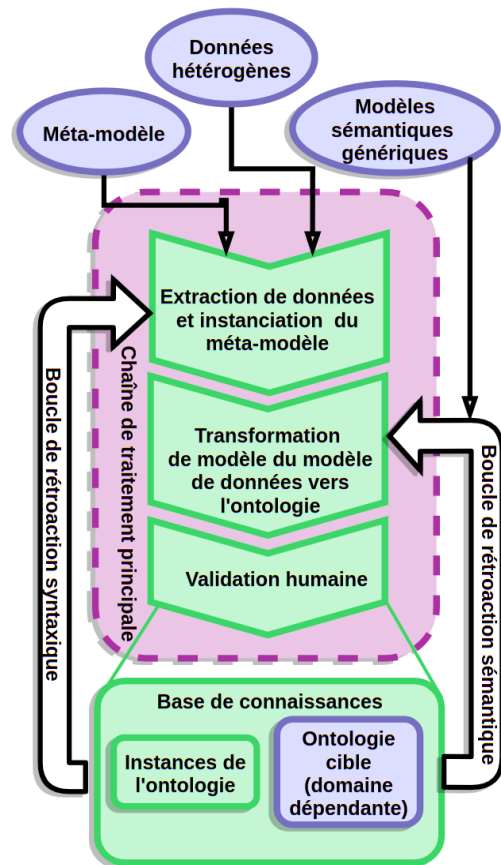 Données
hétérogènes
Méta-modèle
Modèles
sémantiques
génériques
Extraction de données
et instanciation du
méta-modèle
Chaîne de traitement principale
Boucle de rétroaction syntaxique
Transformation
de modèle du modèle
de données vers
l'ontologie
Boucle de rétroaction sémantique
Validation humaine
Base de connaissances
Instances de
l'ontologie
Ontologie
cible
(domaine
dépendante)